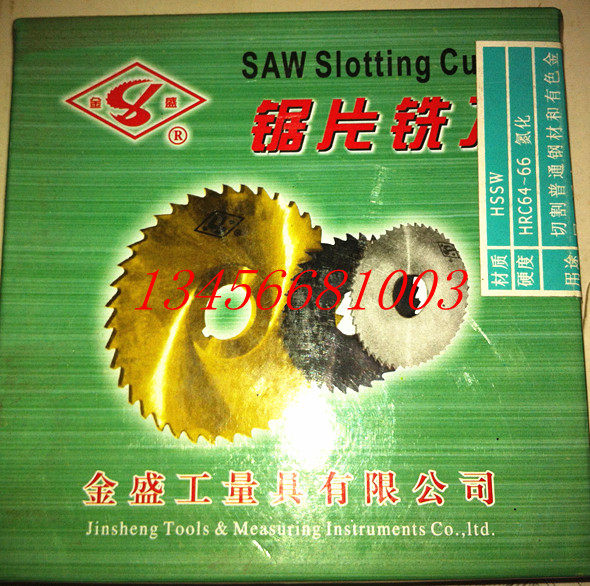 SAW Slotting Cu
锯片铣刀
金 盛
®
材质 HSSW
硬度 HRC64~66 氮化
用途 切割普通钢材和有色金
13456681003
金盛工量具有限公司
Jinsheng Tools & Measuring Instruments Co.,ltd.